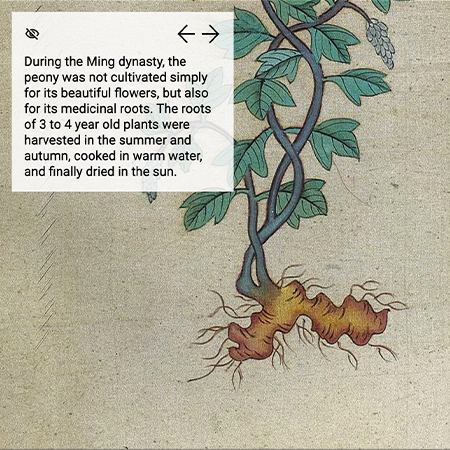 During the Ming dynasty, the
peony was not cultivated simply
for its beautiful flowers, but also
for its medicinal roots. The roots
of 3 to 4 year old plants were
harvested in the summer and
autumn, cooked in warm water,
and finally dried in the sun.